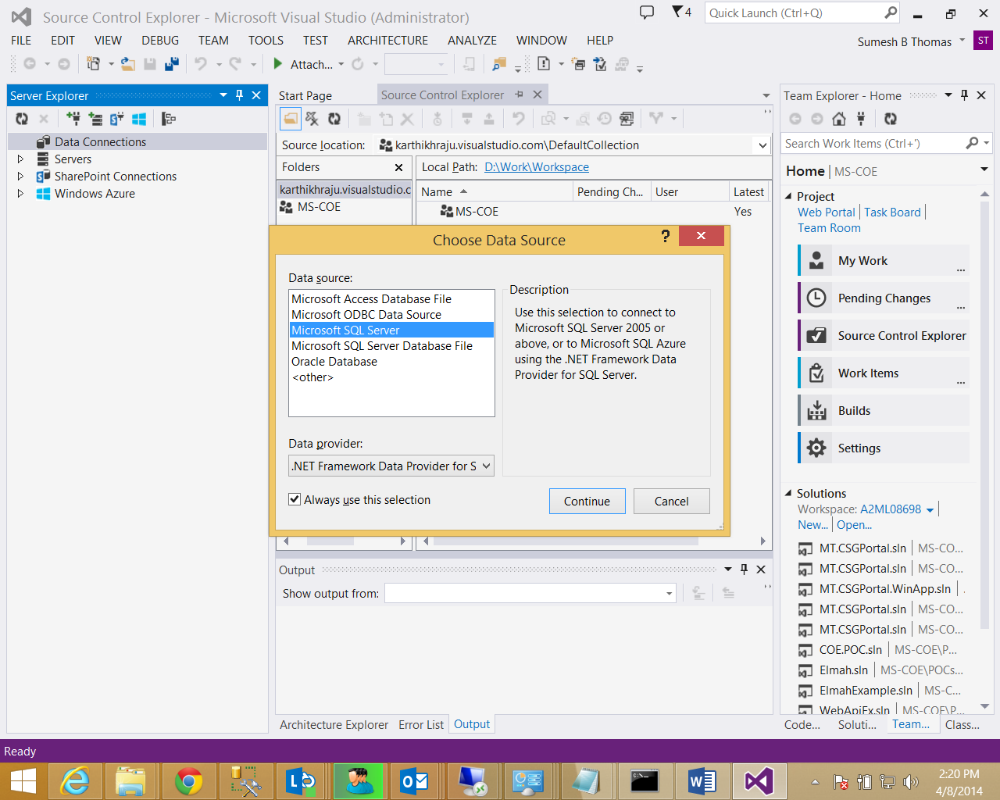 Source Control Explorer - Microsoft Visual Studio (Administrator)
4
Quick Launch (Ctrl+Q)
FILE EDIT VIEW DEBUG TEAM TOOLS TEST ARCHITECTURE ANALYZE WINDOW HELP
Sumesh B Thomas
ST
Attach...
Server Explorer
Data Connections
Servers
SharePoint Connections
Windows Azure
Start Page
Source Control Explorer
Source location: karthikhraju.visualstudio.com\DefaultCollection
Folders
Local Path: D:\Work\Workspace
karthikhraju.visualstudio.c
MS-COE
Name Pending Ch... User Latest
MS-COE Yes
Choose Data Source
?
Data source:
Microsoft Access Database File
Microsoft ODBC Data Source
Microsoft SQL Server
Microsoft SQL Server Database File
Oracle Database
<other>
Description
Use this selection to connect to
Microsoft SQL Server 2005 or
above, or to Microsoft SQL Azure
using the .NET Framework Data
Provider for SQL Server.
Data provider:
.NET Framework Data Provider for S
Always use this selection
Continue
Cancel
Output
Show output from:
Architecture Explorer Error List Output
Team Explorer - Home
Search Work Items (Ctrl+')
Home | MS-COE
Project
Web Portal | Task Board |
Team Room
My Work
...
Pending Changes
...
Source Control Explorer
Work Items
...
Builds
Settings
Solutions
Workspace: A2ML08698
New... | Open...
MT.CSGPortal.sln | MS-CO...
MT.CSGPortal.sln | MS-CO...
MT.CSGPortal.WinApp.sln | .
MT.CSGPortal.sln | MS-CO...
MT.CSGPortal.sln | MS-CO...
COE.POC.sln | MS-COE\P...
Elmah.sln | MS-COE\POCs...
ElmahExample.sln | MS-C...
WebApiEx.sln | MS-COE\P...
Code... Soluti... Team... Class...
Ready
2:20 PM
4/8/2014